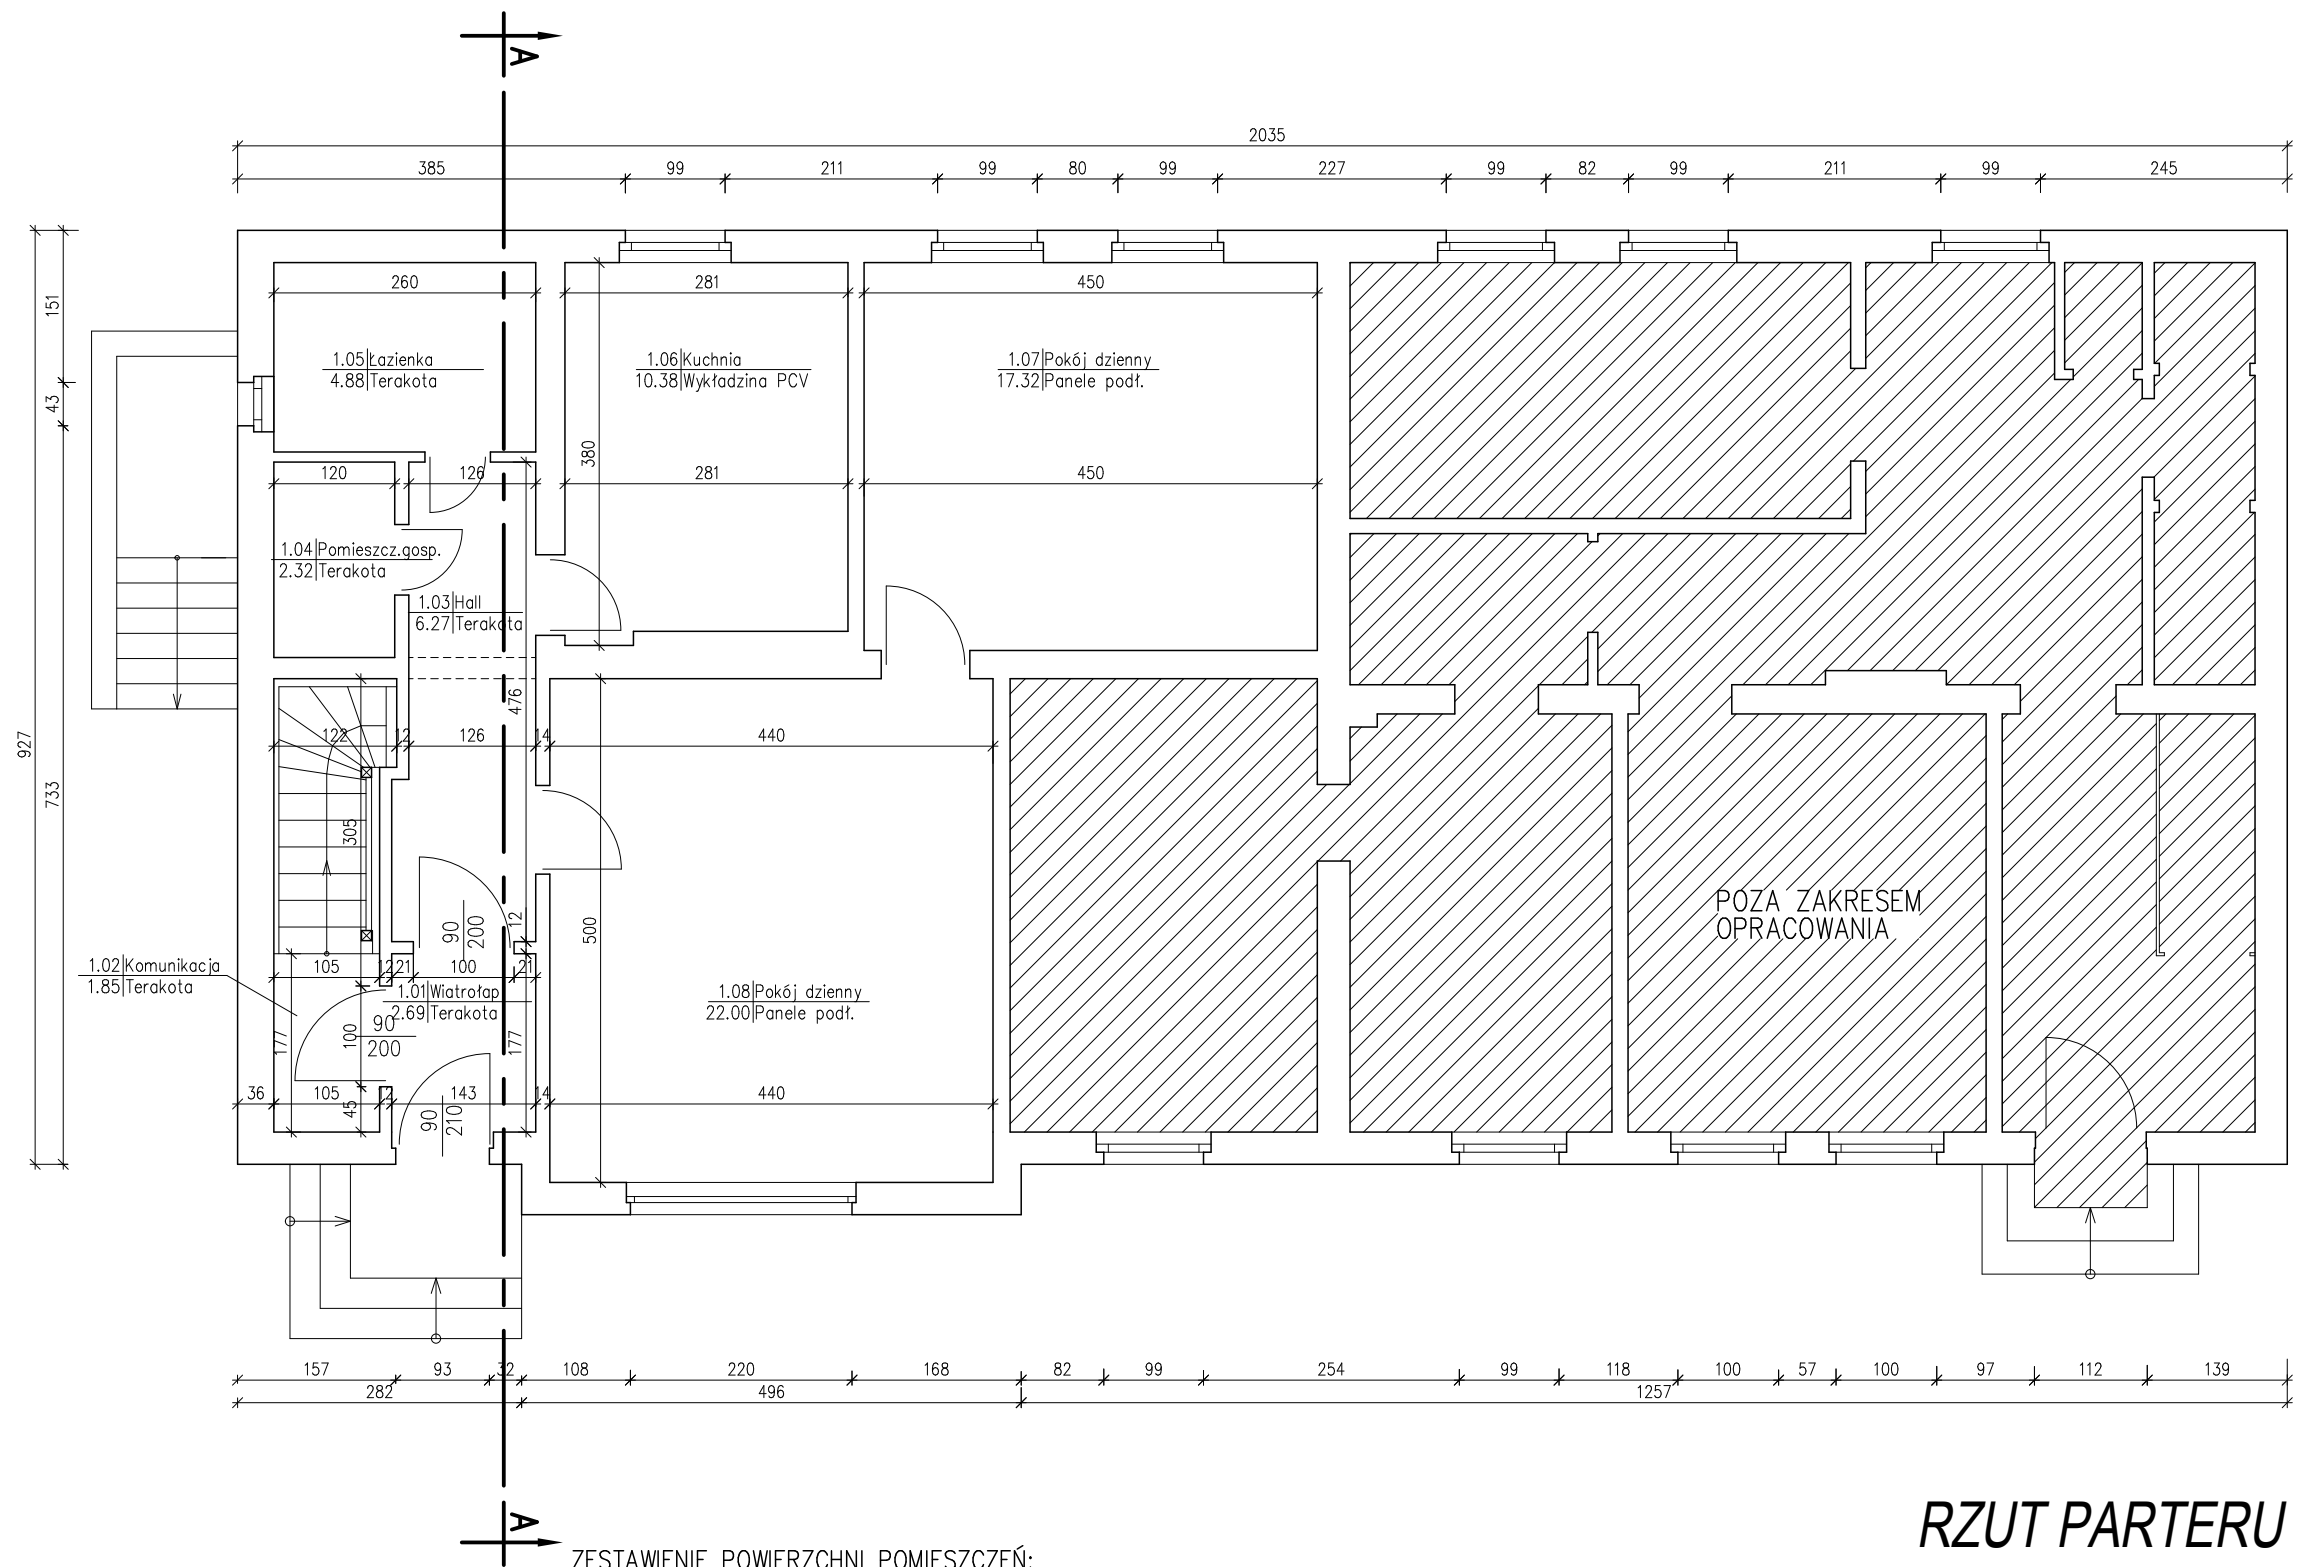 A
2035
385 99 211 99 80 99 227 99 82 99 211 99 245
151
43
927
733
260 281 450
1.05 Łazienka
4.88 Terakota
1.06 Kuchnia
10.38 Wykładzina PCV
1.07 Pokój dzienny
17.32 Panele podł.
380
120 126 281 450
1.04 Pomieszcz.gosp.
2.32 Terakota
1.03 Hall
6.27 Terakota
476
122 12 126 14 440
305
90
200
12
500
POZA ZAKRESEM
OPRACOWANIA
1.02 Komunikacja
1.85 Terakota
105 12 21 100 21
1.01 Wiatrołap
2.69 Terakota
90
200
1.08 Pokój dzienny
22.00 Panele podł.
177
100
177
36 105 12 143 14 440
45
90
210
157 93 32 108 220 168 82 99 254 99 118 100 57 100 97 112 139
282 496 1257
RZUT PARTERU
A
ZESTAWIENIE POWIERZCHNI POMIESZCZEŃ: